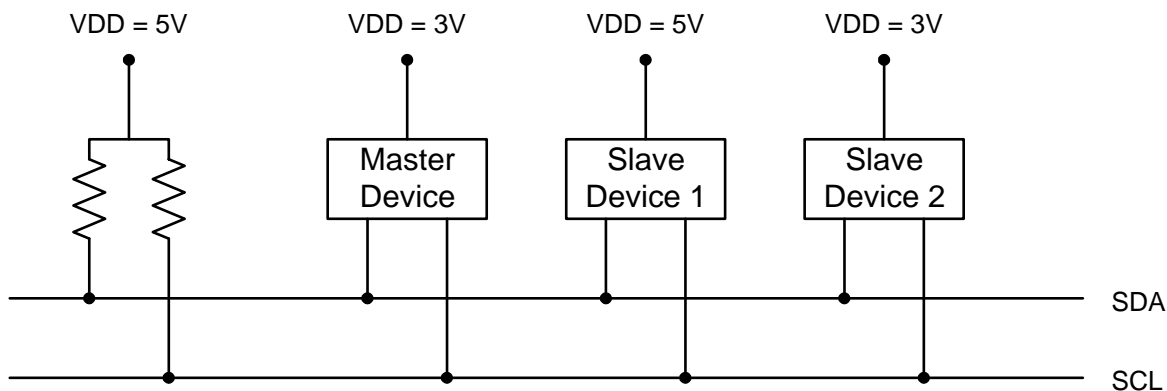 VDD = 5V
VDD = 3V
VDD = 5V
VDD = 3V
Master
Device
Slave
Device 1
Slave
Device 2
SDA
SCL